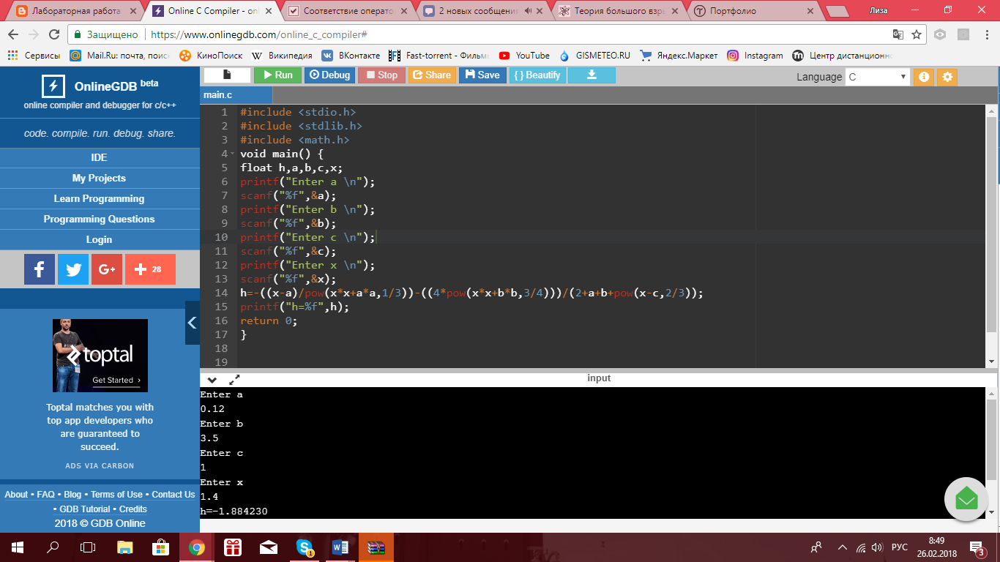 Лабораторная работа
Online C Compiler - onl
Соответствие операто
2 новых сообщения
Теория большого взры
Портфолио
Лиза
Защищено https://www.onlinegdb.com/online_c_compiler#
Сервисы Mail.Ru: почта, поиск КиноПоиск Википедия ВКонтакте Fast-torrent - Фильмы YouTube GISMETEO.RU Яндекс.Маркет Instagram Центр дистанционн
OnlineGDB beta
online compiler and debugger for c/c++
code. compile. run. debug. share.
IDE
My Projects
Learn Programming
Programming Questions
Login
28
toptal
Get Started >
Toptal matches you with
top app developers who
are guaranteed to
succeed.
ADS VIA CARBON
About • FAQ • Blog • Terms of Use • Contact Us
• GDB Tutorial • Credits
2018 © GDB Online
Run Debug Stop Share Save {} Beautify Language C
main.c
1 #include <stdio.h>
2 #include <stdlib.h>
3 #include <math.h>
4 void main() {
5 float h,a,b,c,x;
6 printf("Enter a \n");
7 scanf("%f",&a);
8 printf("Enter b \n");
9 scanf("%f",&b);
10 printf("Enter c \n");
11 scanf("%f",&c);
12 printf("Enter x \n");
13 scanf("%f",&x);
14 h=-((x-a)/pow(x*x+a*a,1/3))-((4*pow(x*x+b*b,3/4)))/(2+a+b+pow(x-c,2/3));
15 printf("h=%f",h);
16 return 0;
17 }
18
19
input
Enter a
0.12
Enter b
3.5
Enter c
1
Enter x
1.4
h=-1.884230
РУС
8:49
26.02.2018
3